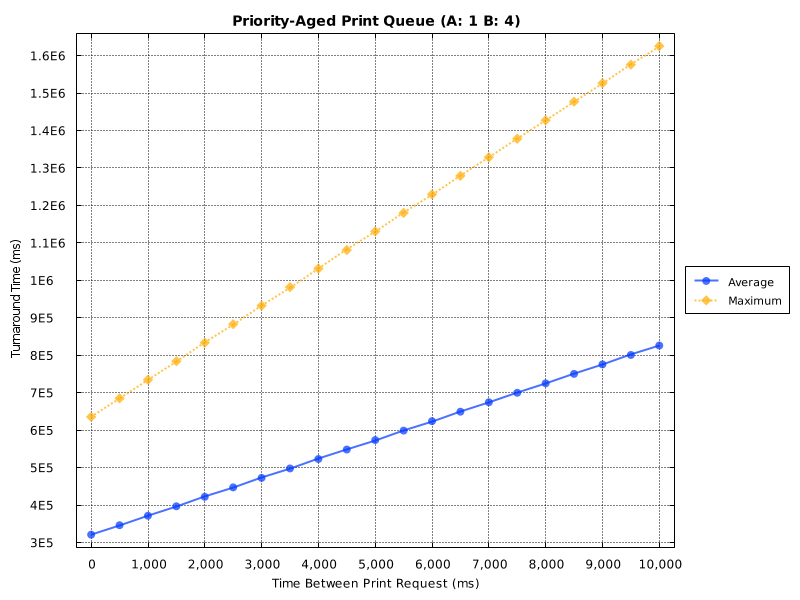 Priority-Aged Print Queue (A: 1 B: 4)
1.6E6
1.5E6
1.4E6
1.3E6
1.2E6
1.1E6
1E6
9E5
8E5
7E5
6E5
5E5
4E5
3E5
Turnaround Time (ms)
0 1,000 2,000 3,000 4,000 5,000 6,000 7,000 8,000 9,000 10,000
Time Between Print Request (ms)
Average
Maximum